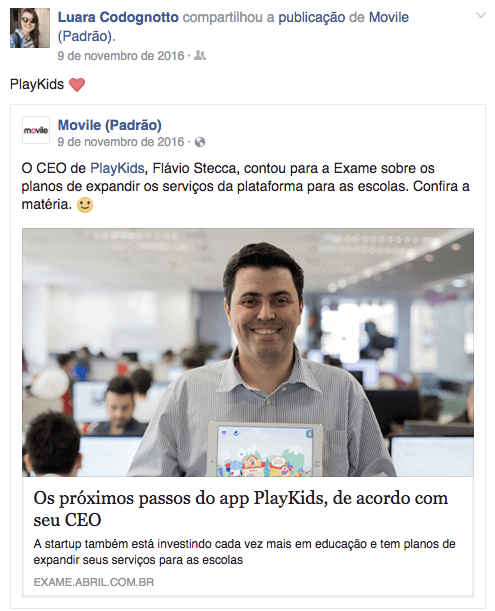 Luara Codognotto compartilhou a publicação de Movile
(Padrão).
9 de novembro de 2016 ·
PlayKids ❤️
movile
Movile (Padrão)
9 de novembro de 2016 ·
O CEO de PlayKids, Flávio Stecca, contou para a Exame sobre os
planos de expandir os serviços da plataforma para as escolas. Confira a
matéria. 🙂
Os próximos passos do app PlayKids, de acordo com
seu CEO
A startup também está investindo cada vez mais em educação e tem planos de
expandir seus serviços para as escolas
EXAME.ABRIL.COM.BR